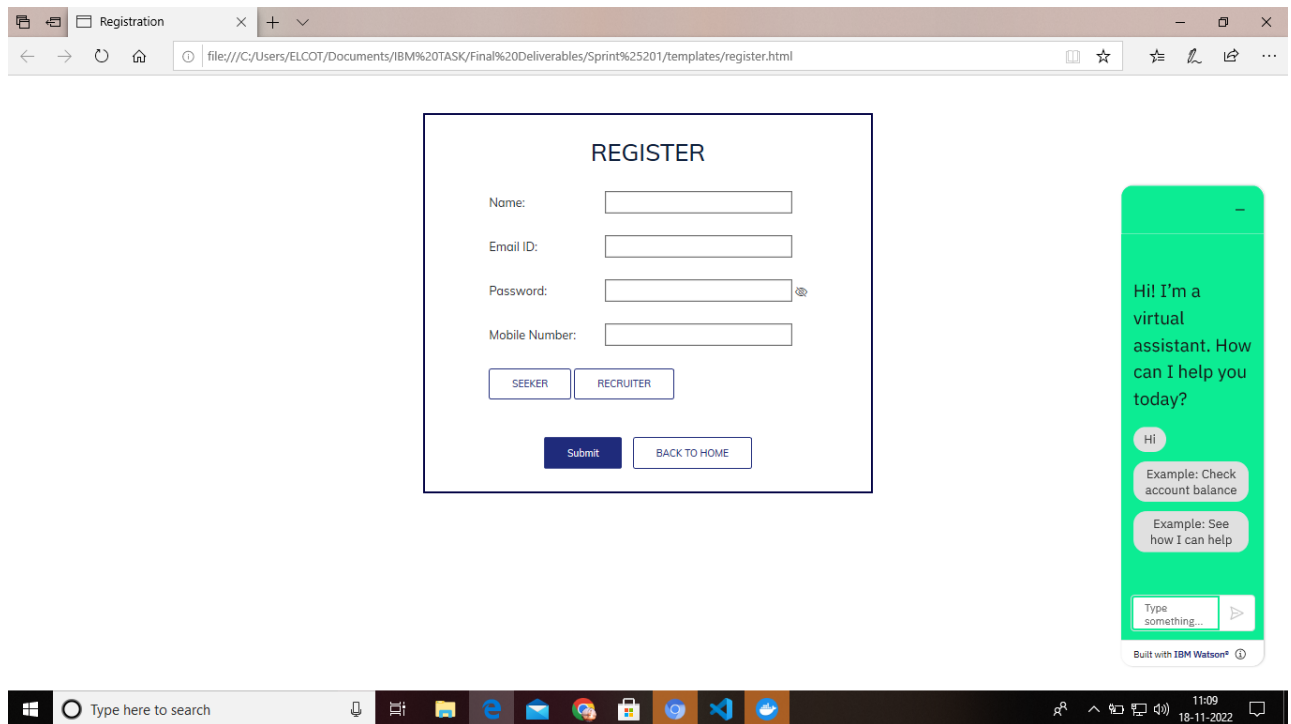 Registration
file:///C:/Users/ELCOT/Documents/IBM%20TASK/Final%20Deliverables/Sprint%25201/templates/register.html
REGISTER
Name:
Email ID:
Password:
Mobile Number:
SEEKER RECRUITER
Submit BACK TO HOME
Hi! I'm a
virtual
assistant. How
can I help you
today?
Hi
Example: Check
account balance
Example: See
how I can help
Type
something...
Built with IBM Watson®
Type here to search
11:09
18-11-2022